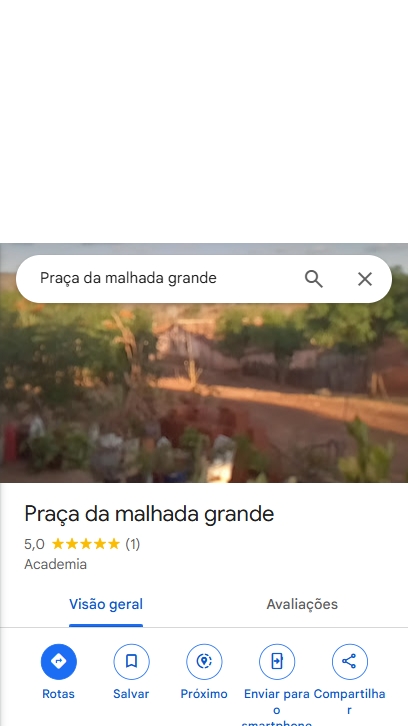 Praça da malhada grande
Praça da malhada grande
5,0 ★★★★★ (1)
Academia
Visão geral Avaliações
Rotas Salvar Próximo Enviar para o smartphone Compartilhar